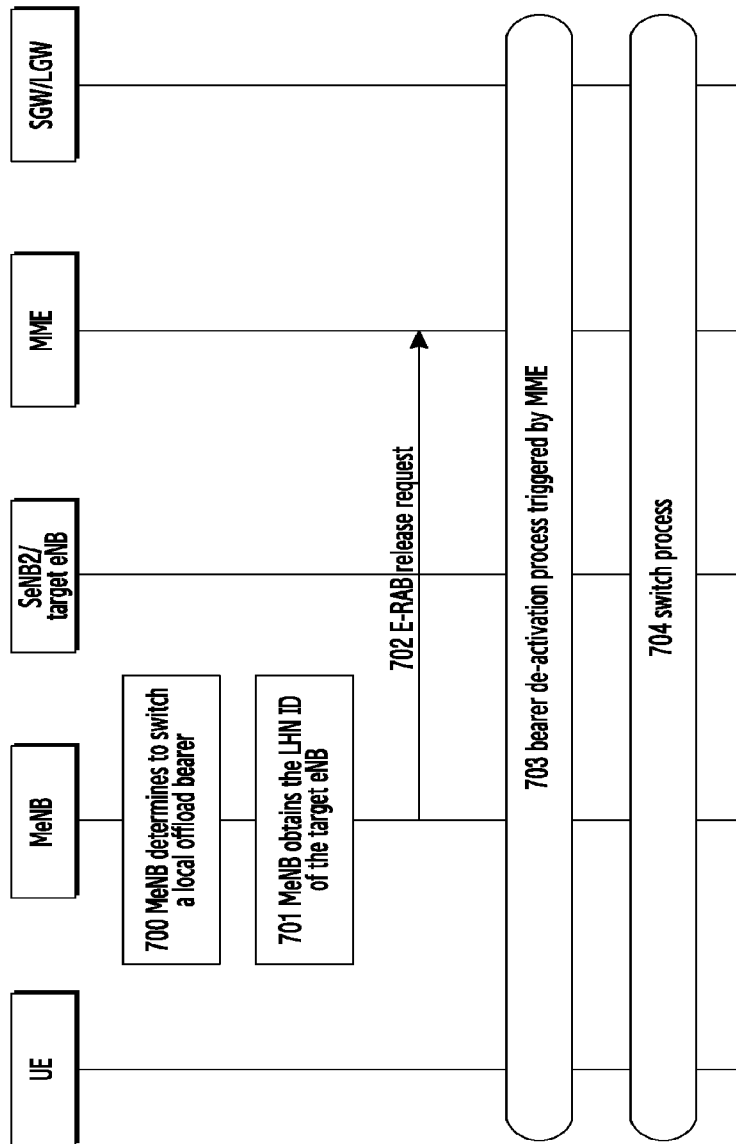 UE
MeNB
SeNB2/
target eNB
MME
SGW/LGW
700 MeNB determines to switch
a local offload bearer
701 MeNB obtains the LHN ID
of the target eNB
702 E-RAB release request
703 bearer de-activation process triggered by MME
704 switch process